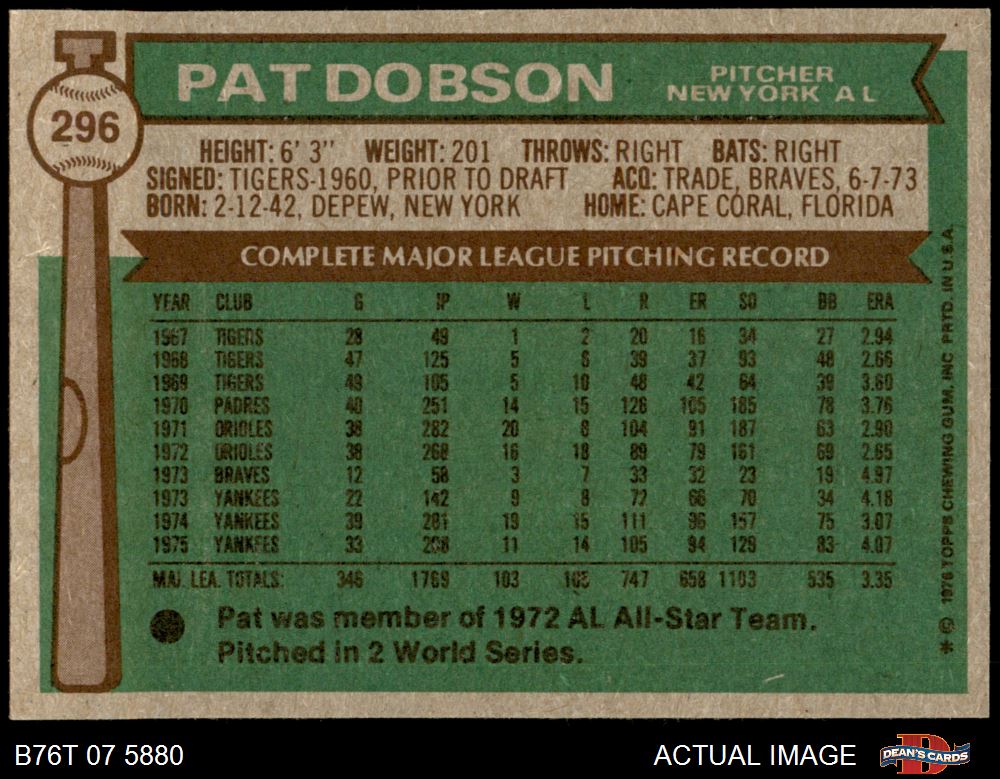 PAT DOBSON PITCHER
NEW YORK A L
296
HEIGHT: 6' 3" WEIGHT: 201 THROWS: RIGHT BATS: RIGHT
SIGNED: TIGERS-1960, PRIOR TO DRAFT ACQ: TRADE, BRAVES, 6-7-73
BORN: 2-12-42, DEPEW, NEW YORK HOME: CAPE CORAL, FLORIDA
COMPLETE MAJOR LEAGUE PITCHING RECORD
YEAR CLUB G IP W L R ER SO BB ERA
1967 TIGERS 28 49 1 2 20 16 34 27 2.94
1968 TIGERS 47 125 5 8 39 37 93 48 2.66
1969 TIGERS 49 105 5 10 48 42 64 39 3.60
1970 PADRES 40 251 14 15 126 105 185 78 3.76
1971 ORIOLES 38 282 20 8 104 91 187 63 2.90
1972 ORIOLES 38 268 16 18 89 79 161 69 2.65
1973 BRAVES 12 58 3 7 33 32 23 19 4.97
1973 YANKEES 22 142 9 8 72 66 70 34 4.18
1974 YANKEES 39 281 19 15 111 96 157 75 3.07
1975 YANKEES 33 208 11 14 105 94 129 83 4.07
MAJ. LEA. TOTALS: 346 1769 103 747 658 1103 535 3.35
Pat was member of 1972 AL All-Star Team.
Pitched in 2 World Series.
* © 1976 TOPPS CHEWING GUM, INC PRTD. IN U.S.A.
B76T 07 5880 ACTUAL IMAGE DEAN'S CARDS